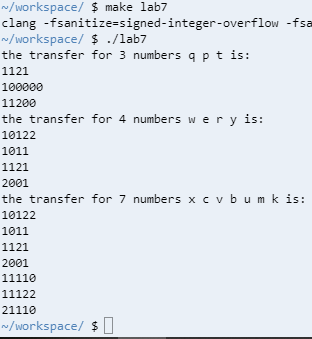 ~/workspace/ $ make lab7
clang -fsanitize=signed-integer-overflow -fsa
~/workspace/ $ ./lab7
the transfer for 3 numbers q p t is:
1121
100000
11200
the transfer for 4 numbers w e r y is:
10122
1011
1121
2001
the transfer for 7 numbers x c v b u m k is:
10122
1011
1121
2001
11110
11122
21110
~/workspace/ $